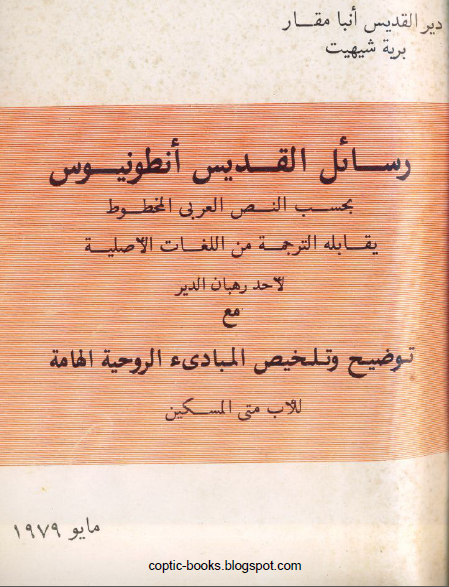 دير القديس أنبا مقار
برية شيهيت
رسائل القديس أنطونيوس
بحسب النص العربى المخطوط
يقابله الترجمة من اللغات الأصلية
لأحد رهبان الدير
مع
توضيح وتلخيص المبادىء الروحية الهامة
للأب متى المسكين
مايو ١٩٧٩
coptic-books.blogspot.com